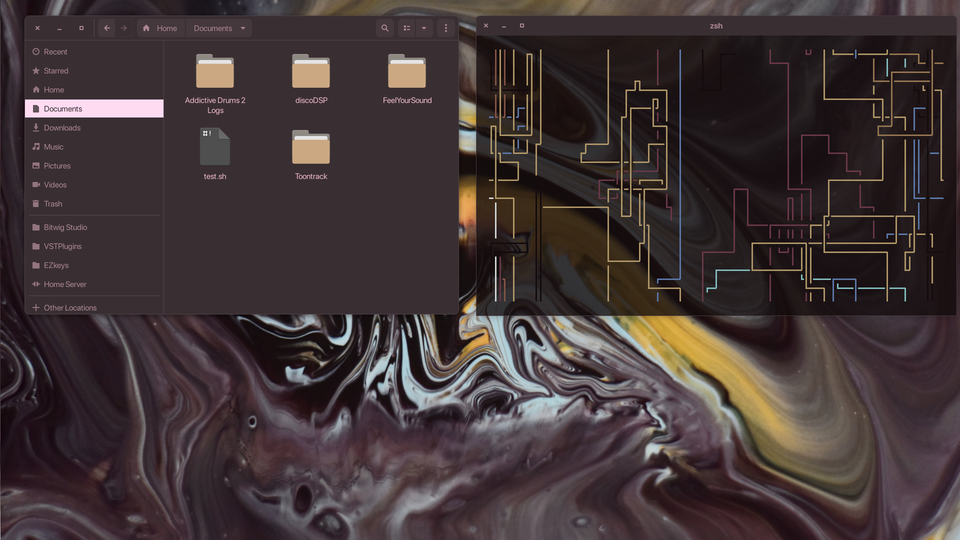 Home
Documents
zsh
Recent
Starred
Home
Documents
Downloads
Music
Pictures
Videos
Trash
Bitwig Studio
VSTPlugins
EZkeys
Home Server
Other Locations
Addictive Drums 2
Logs
discoDSP
FeelYourSound
#!
test.sh
Toontrack